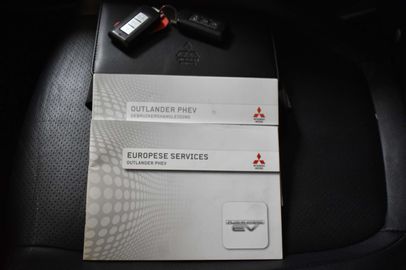 OUTLANDER PHEV
GEBRUIKERSHANDLEIDING
MITSUBISHI
MOTORS
EUROPESE SERVICES
OUTLANDER PHEV
MITSUBISHI
MOTORS
EV